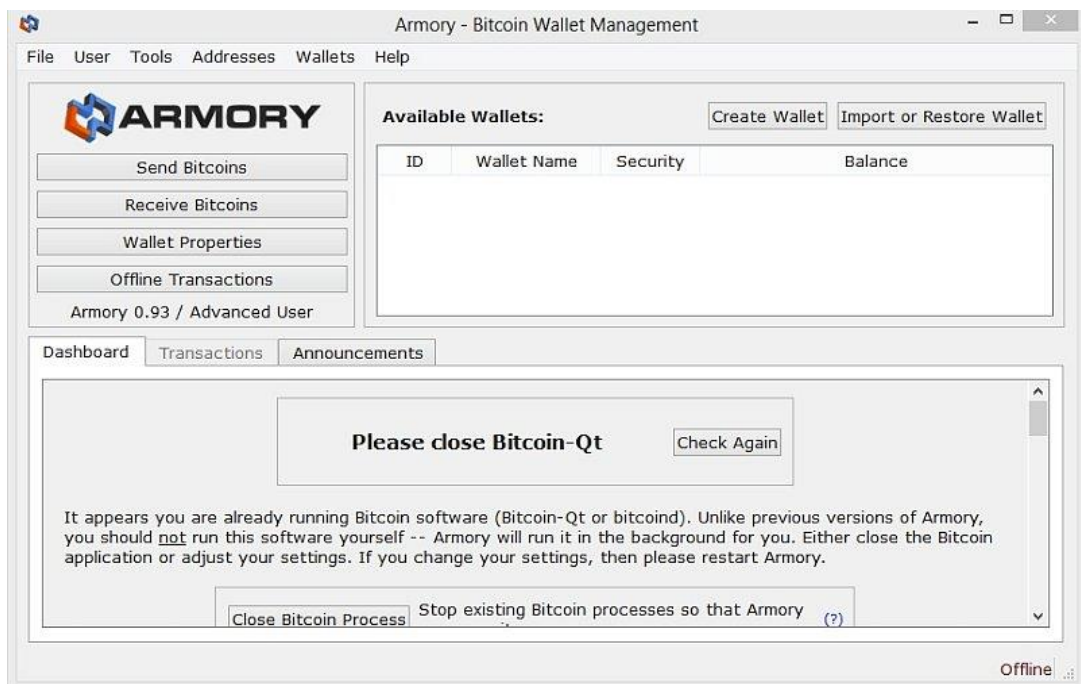 Armory - Bitcoin Wallet Management
File User Tools Addresses Wallets Help
ARMORY
Send Bitcoins
Receive Bitcoins
Wallet Properties
Offline Transactions
Armory 0.93 / Advanced User
Available Wallets:
Create Wallet
Import or Restore Wallet
ID Wallet Name Security Balance
Dashboard Transactions Announcements
Please close Bitcoin-Qt
Check Again
It appears you are already running Bitcoin software (Bitcoin-Qt or bitcoind). Unlike previous versions of Armory,
you should not run this software yourself -- Armory will run it in the background for you. Either close the Bitcoin
application or adjust your settings. If you change your settings, then please restart Armory.
Close Bitcoin Process
Stop existing Bitcoin processes so that Armory
(?)
Offline